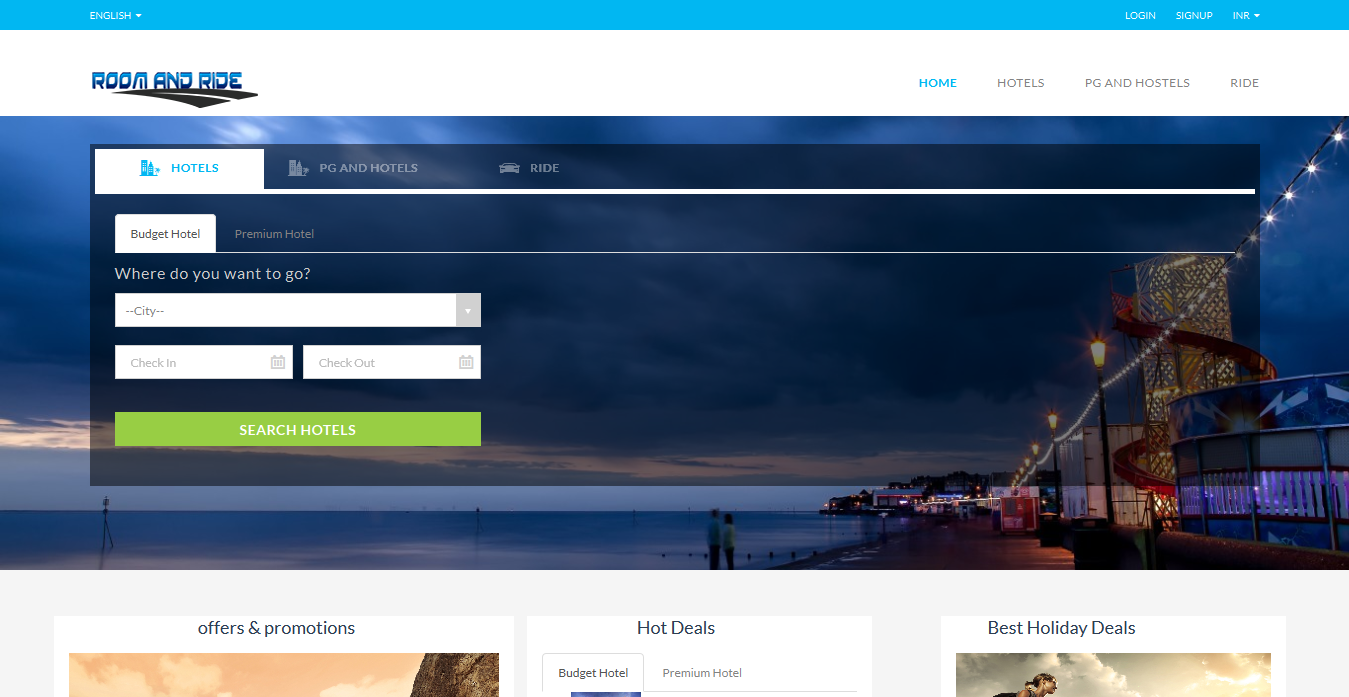 ENGLISH
LOGIN SIGNUP INR
ROOM AND RIDE
HOME HOTELS PG AND HOSTELS RIDE
HOTELS PG AND HOTELS RIDE
Budget Hotel Premium Hotel
Where do you want to go?
--City--
Check In Check Out
SEARCH HOTELS
offers & promotions
Hot Deals
Best Holiday Deals
Budget Hotel Premium Hotel